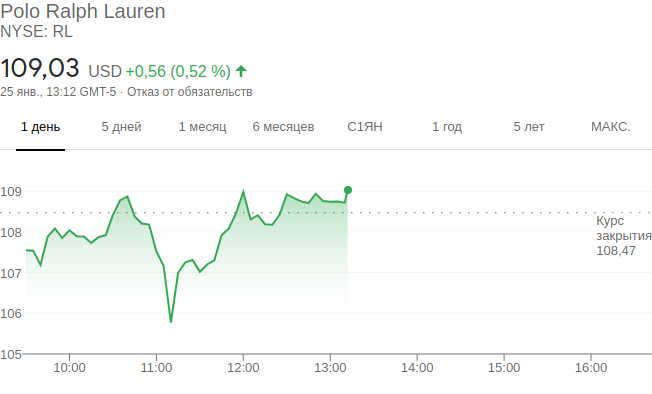 Polo Ralph Lauren
NYSE: RL
109,03 USD +0,56 (0,52 %)
25 янв., 13:12 GMT-5 · Отказ от обязательств
1 день 5 дней 1 месяц 6 месяцев С1ЯН 1 год 5 лет МАКС.
109
Курс
закрытия
108,47
108
107
106
105
10:00 11:00 12:00 13:00 14:00 15:00 16:00